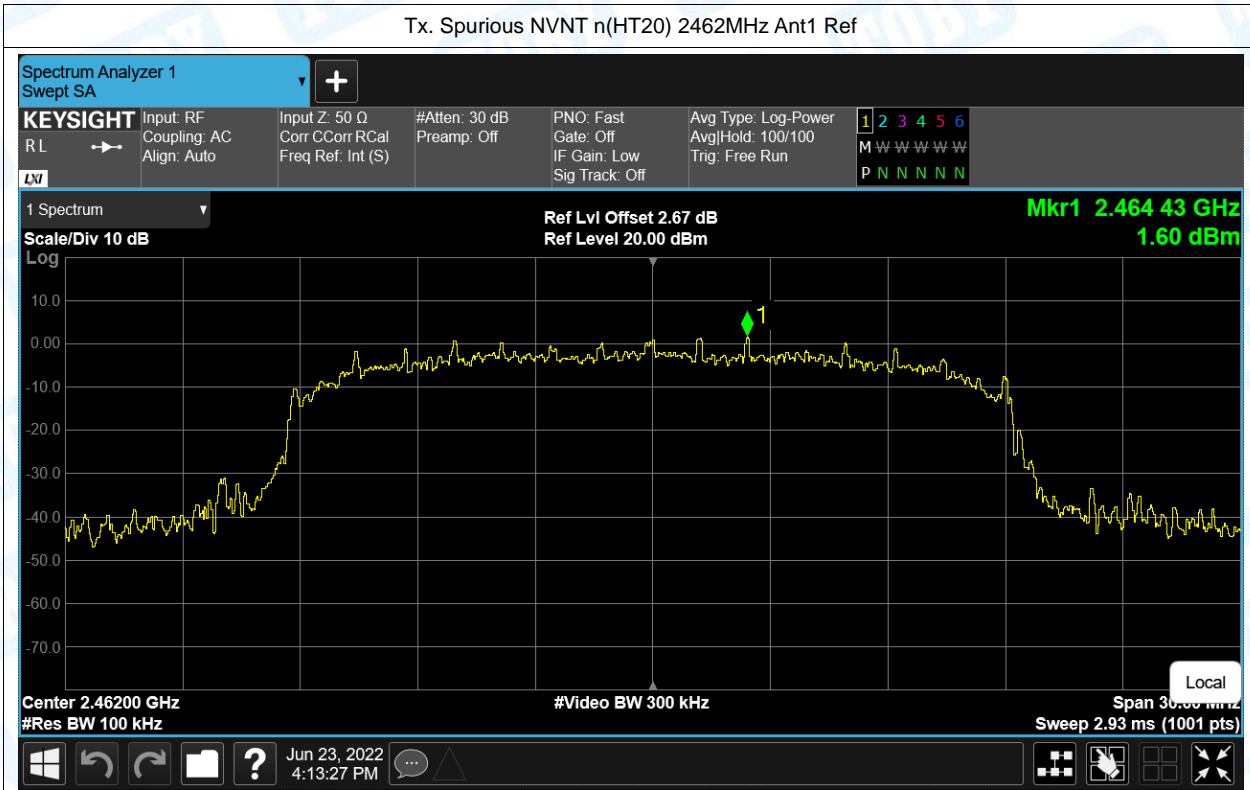 Tx. Spurious NVNT n(HT20) 2462MHz Ant1 Ref
Spectrum Analyzer 1
Swept SA
KEYSIGHT
R L
LXI
Input: RF
Coupling: AC
Align: Auto
Input Z: 50 Ω
Corr CCorr RCal
Freq Ref: Int (S)
#Atten: 30 dB
Preamp: Off
PNO: Fast
Gate: Off
IF Gain: Low
Sig Track: Off
Avg Type: Log-Power
Avg|Hold: 100/100
Trig: Free Run
1 2 3 4 5 6
M W W W W W
P N N N N N
1 Spectrum
Scale/Div 10 dB
Ref Lvl Offset 2.67 dB
Ref Level 20.00 dBm
Mkr1 2.464 43 GHz
1.60 dBm
Log
10.0
0.00
-10.0
-20.0
-30.0
-40.0
-50.0
-60.0
-70.0
1
Local
Center 2.46200 GHz
#Res BW 100 kHz
#Video BW 300 kHz
Span 30.00 MHz
Sweep 2.93 ms (1001 pts)
?
Jun 23, 2022
4:13:27 PM